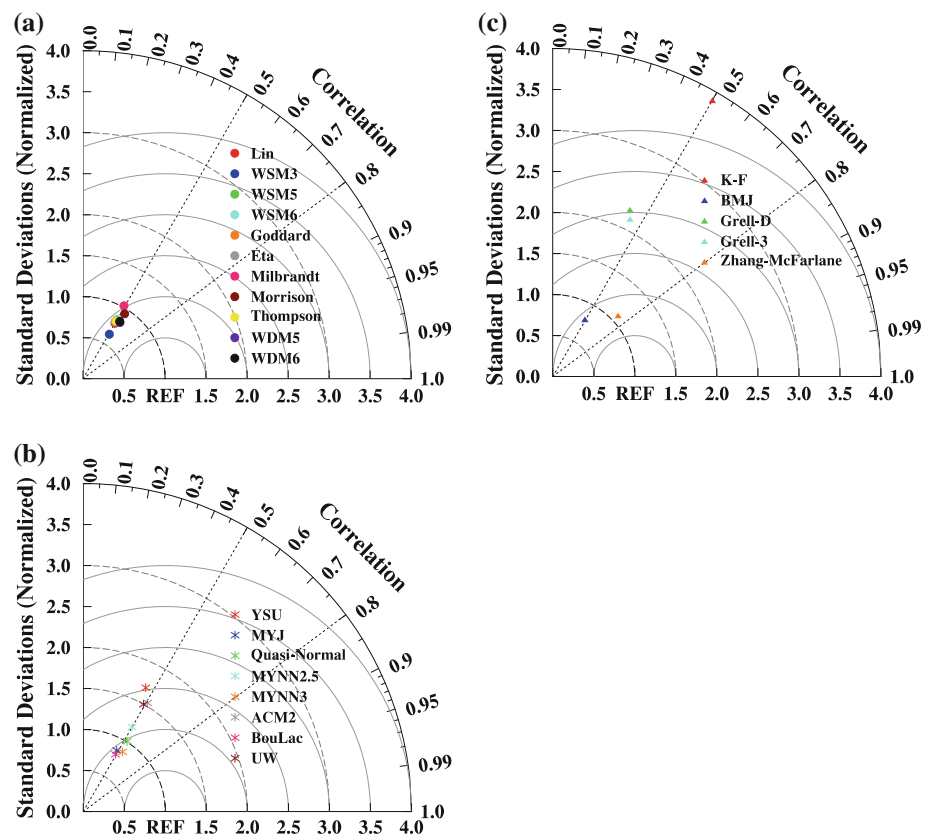 (a)
Standard Deviations (Normalized)
4.0
3.5
3.0
2.5
2.0
1.5
1.0
0.5
0.0
0.0
0.1
0.2
0.3
0.4
0.5
0.6
0.7
0.8
0.9
0.95
0.99
1.0
Correlation
Lin
WSM3
WSM5
WSM6
Goddard
Eta
Milbrandt
Morrison
Thompson
WDM5
WDM6
0.5 REF 1.5 2.0 2.5 3.0 3.5 4.0
(c)
Standard Deviations (Normalized)
4.0
3.5
3.0
2.5
2.0
1.5
1.0
0.5
0.0
0.0
0.1
0.2
0.3
0.4
0.5
0.6
0.7
0.8
0.9
0.95
0.99
1.0
Correlation
K-F
BMJ
Grell-D
Grell-3
Zhang-McFarlane
0.5 REF 1.5 2.0 2.5 3.0 3.5 4.0
(b)
Standard Deviations (Normalized)
4.0
3.5
3.0
2.5
2.0
1.5
1.0
0.5
0.0
0.0
0.1
0.2
0.3
0.4
0.5
0.6
0.7
0.8
0.9
0.95
0.99
1.0
Correlation
YSU
MYJ
Quasi-Normal
MYNN2.5
MYNN3
ACM2
BouLac
UW
0.5 REF 1.5 2.0 2.5 3.0 3.5 4.0